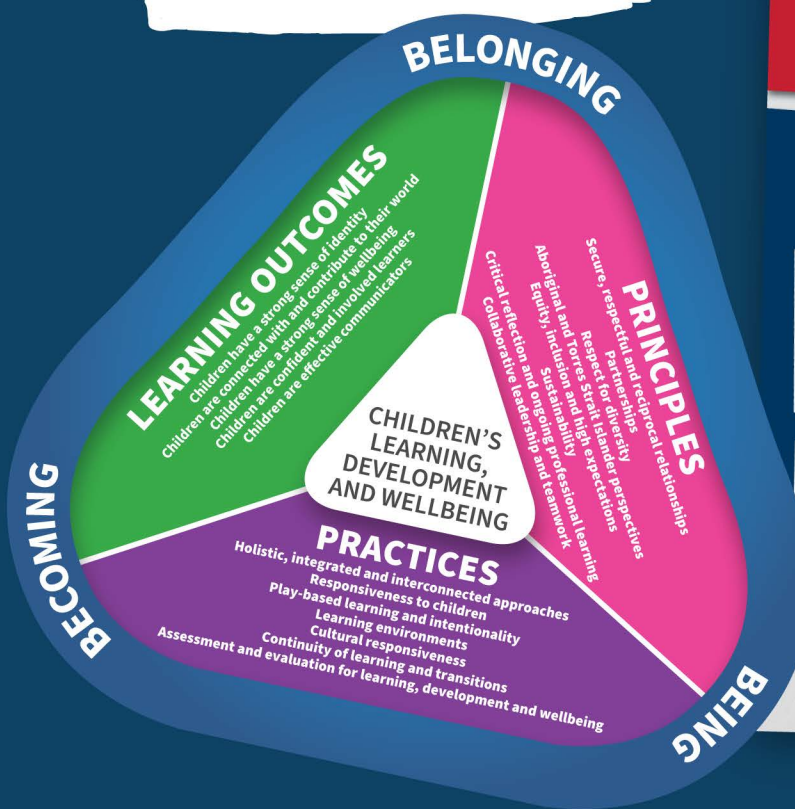 BELONGING
LEARNING OUTCOMES
Children have a strong sense of identity
Children are connected with and contribute to their world
Children have a strong sense of wellbeing
Children are confident and involved learners
Children are effective communicators
PRINCIPLES
Secure, respectful and reciprocal relationships
Partnerships
Respect for diversity
Aboriginal and Torres Strait Islander perspectives
Equity, inclusion and high expectations
Sustainability
Critical reflection and ongoing professional learning
Collaborative leadership and teamwork
CHILDREN'S
LEARNING,
DEVELOPMENT
AND WELLBEING
PRACTICES
Holistic, integrated and interconnected approaches
Responsiveness to children
Play-based learning and intentionality
Learning environments
Cultural responsiveness
Continuity of learning and transitions
Assessment and evaluation for learning, development and wellbeing
BECOMING
BEING